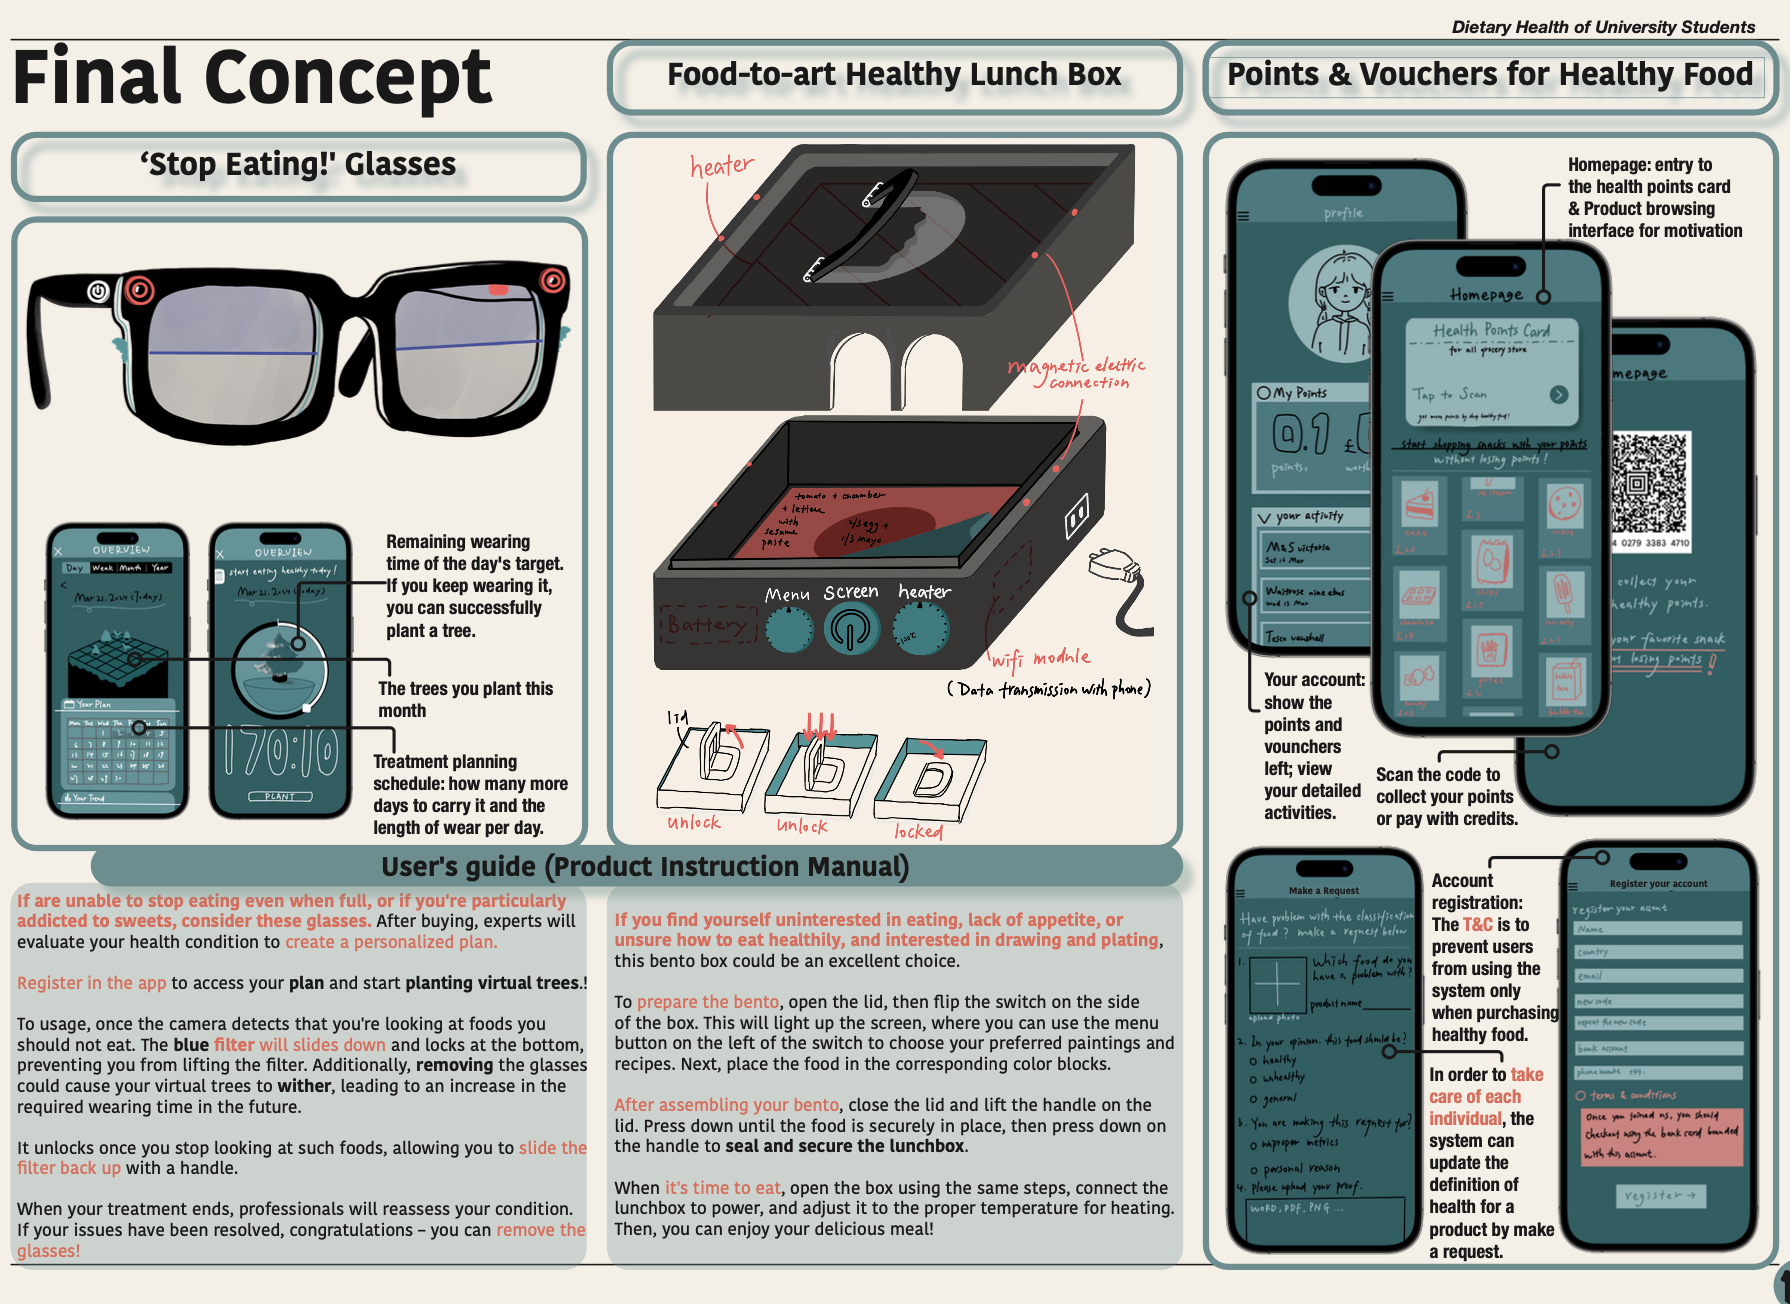 Dietary Health of University Students
Final Concept
'Stop Eating!' Glasses
OVERVIEW
Day Week Month Year
Mar 21. 2024 (Today)
Your Plan
Mon Tue Wed Thu
Your Trend
OVERVIEW
start eating healthy today!
Mar 21. 2024 (Today)
170:10
PLANT
Remaining wearing
time of the day's target.
If you keep wearing it,
you can successfully
plant a tree.
The trees you plant this
month
Treatment planning
schedule: how many more
days to carry it and the
length of wear per day.
Food-to-art Healthy Lunch Box
heater
magnetic electric
connection
tomato + cucumber
+ lettuce
with
sesame
paste
2/3 egg +
1/3 mayo
Menu Screen heater
Battery
100°C
wifi module
(Data transmission with phone)
lid
unlock
unlock
locked
User's guide (Product Instruction Manual)
If are unable to stop eating even when full, or if you're particularly
addicted to sweets, consider these glasses. After buying, experts will
evaluate your health condition to create a personalized plan.
Register in the app to access your plan and start planting virtual trees.!
To usage, once the camera detects that you're looking at foods you
should not eat. The blue filter will slides down and locks at the bottom,
preventing you from lifting the filter. Additionally, removing the glasses
could cause your virtual trees to wither, leading to an increase in the
required wearing time in the future.
It unlocks once you stop looking at such foods, allowing you to slide the
filter back up with a handle.
When your treatment ends, professionals will reassess your condition.
If your issues have been resolved, congratulations – you can remove the
glasses!
If you find yourself uninterested in eating, lack of appetite, or
unsure how to eat healthily, and interested in drawing and plating,
this bento box could be an excellent choice.
To prepare the bento, open the lid, then flip the switch on the side
of the box. This will light up the screen, where you can use the menu
button on the left of the switch to choose your preferred paintings and
recipes. Next, place the food in the corresponding color blocks.
After assembling your bento, close the lid and lift the handle on the
lid. Press down until the food is securely in place, then press down on
the handle to seal and secure the lunchbox.
When it's time to eat, open the box using the same steps, connect the
lunchbox to power, and adjust it to the proper temperature for heating.
Then, you can enjoy your delicious meal!
Points & Vouchers for Healthy Food
Homepage: entry to
the health points card
& Product browsing
interface for motivation
profile
My Points
0.1 £
points: worth
your activity
M&S victoria
Sat 16 Mar
Waitrose nine elms
Wed 13 Mar
Tesco vauxhall
Homepage
Health Points Card
for all grocery store
Tap to Scan
get more points by shop healthy food!
start shopping snacks with your points
without losing points!
cake
ice cream
chips
chocolate
fries
candy
mepage
4 0279 3383 4710
collect your
healthy points.
your favorite snack
losing points!
Your account:
show the
points and
vounchers
left; view
your detailed
activities.
Scan the code to
collect your points
or pay with credits.
Make a Request
Have problem with the classification
of food? make a request below
1. Which food do you
have a problem with?
product name
upload photo
2. In your opinion. this food should be?
healthy
unhealthy
general
3. You are making this request for?
improper metrics
personal reason
4. Please upload your proof.
WORD, PDF, PNG ...
Account
registration:
The T&C is to
prevent users
from using the
system only
when purchasing
healthy food.
In order to take
care of each
individual, the
system can
update the
definition of
health for a
product by make
a request.
Register your account
register your account
Name
country
email
new code
repeat the new code
bank account
terms & conditions
Once you joined us, you should
checkout using the bank card bounded
with this account.
register →